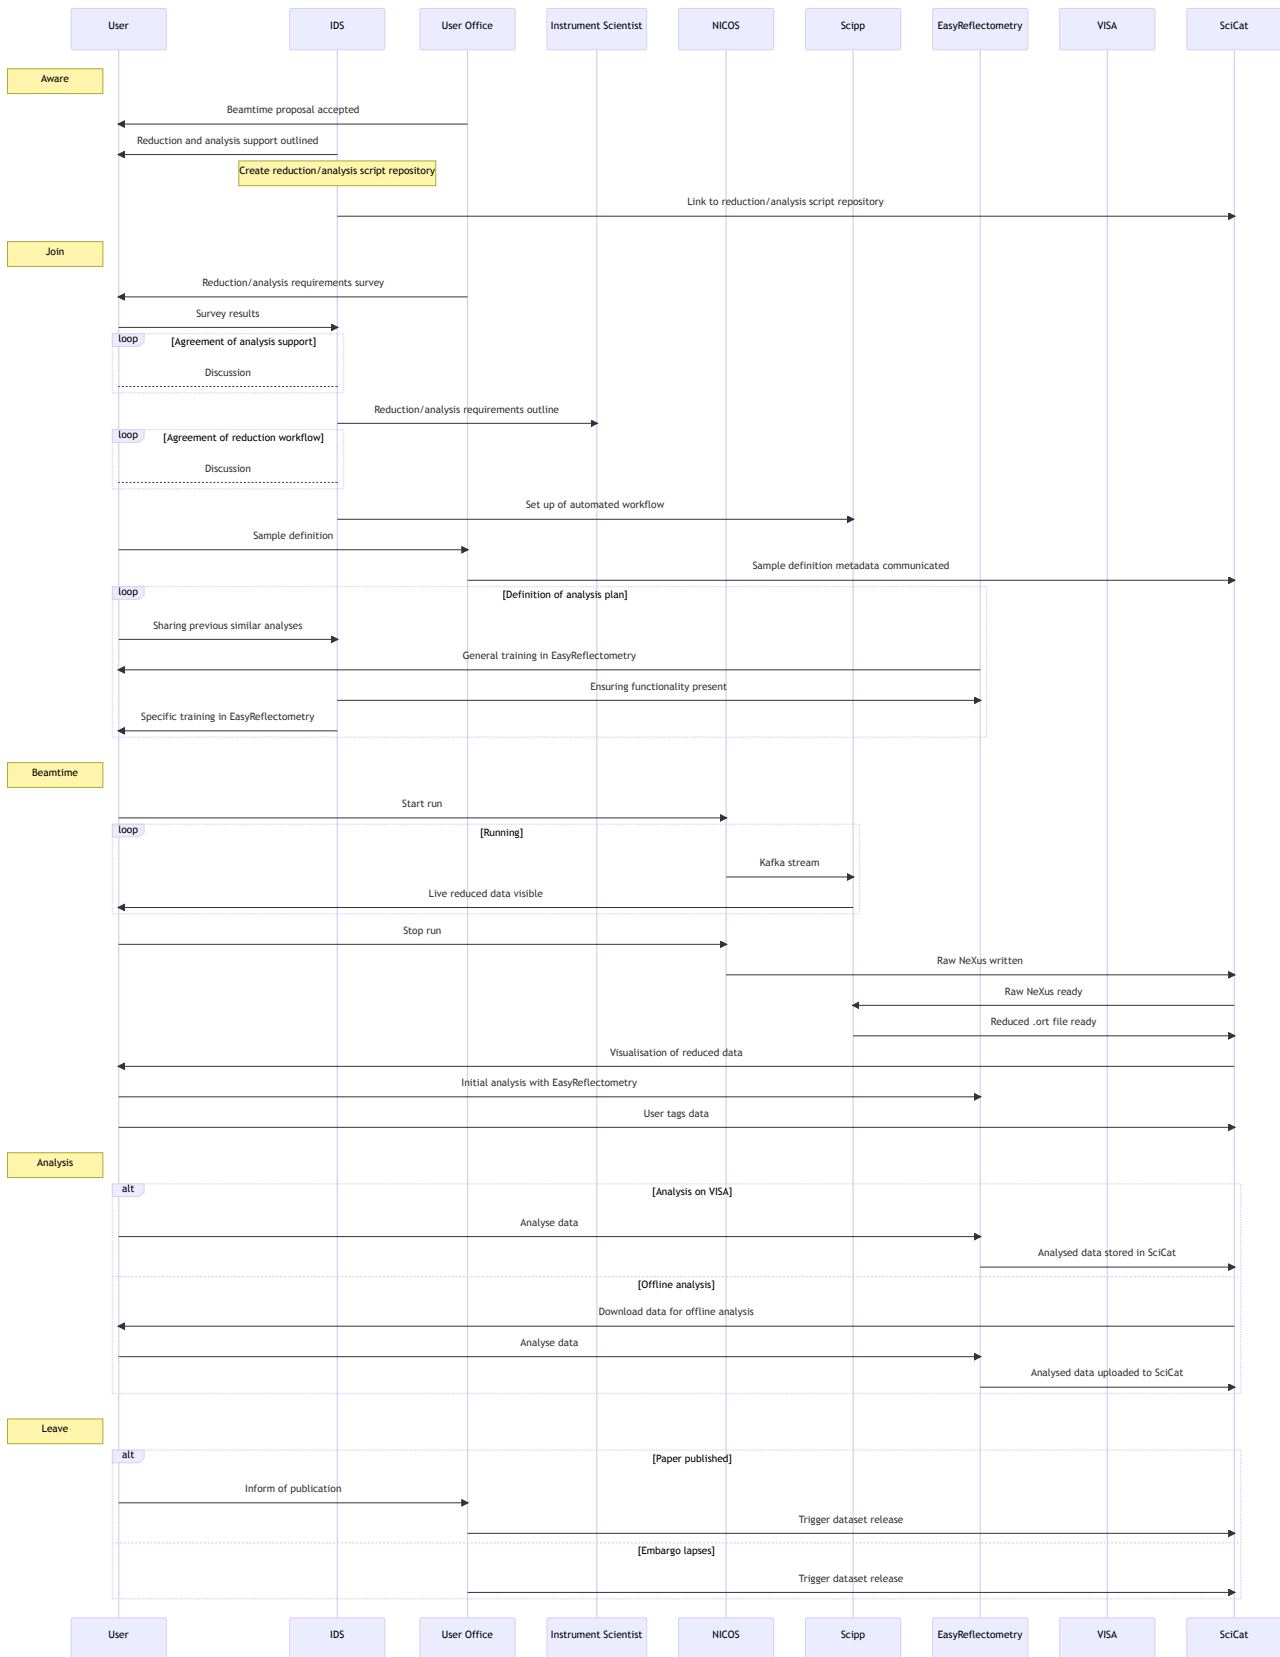 User
IDS
User Office
Instrument Scientist
NICOS
Scipp
EasyReflectometry
VISA
SciCat
Aware
Beamtime proposal accepted
Reduction and analysis support outlined
Create reduction/analysis script repository
Link to reduction/analysis script repository
Join
Reduction/analysis requirements survey
Survey results
loop
[Agreement of analysis support]
Discussion
Reduction/analysis requirements outline
loop
[Agreement of reduction workflow]
Discussion
Set up of automated workflow
Sample definition
Sample definition metadata communicated
loop
[Definition of analysis plan]
Sharing previous similar analyses
General training in EasyReflectometry
Ensuring functionality present
Specific training in EasyReflectometry
Beamtime
Start run
loop
[Running]
Kafka stream
Live reduced data visible
Stop run
Raw NeXus written
Raw NeXus ready
Reduced .ort file ready
Visualisation of reduced data
Initial analysis with EasyReflectometry
User tags data
Analysis
alt
[Analysis on VISA]
Analyse data
Analysed data stored in SciCat
[Offline analysis]
Download data for offline analysis
Analyse data
Analysed data uploaded to SciCat
Leave
alt
[Paper published]
Inform of publication
Trigger dataset release
[Embargo lapses]
Trigger dataset release
User
IDS
User Office
Instrument Scientist
NICOS
Scipp
EasyReflectometry
VISA
SciCat